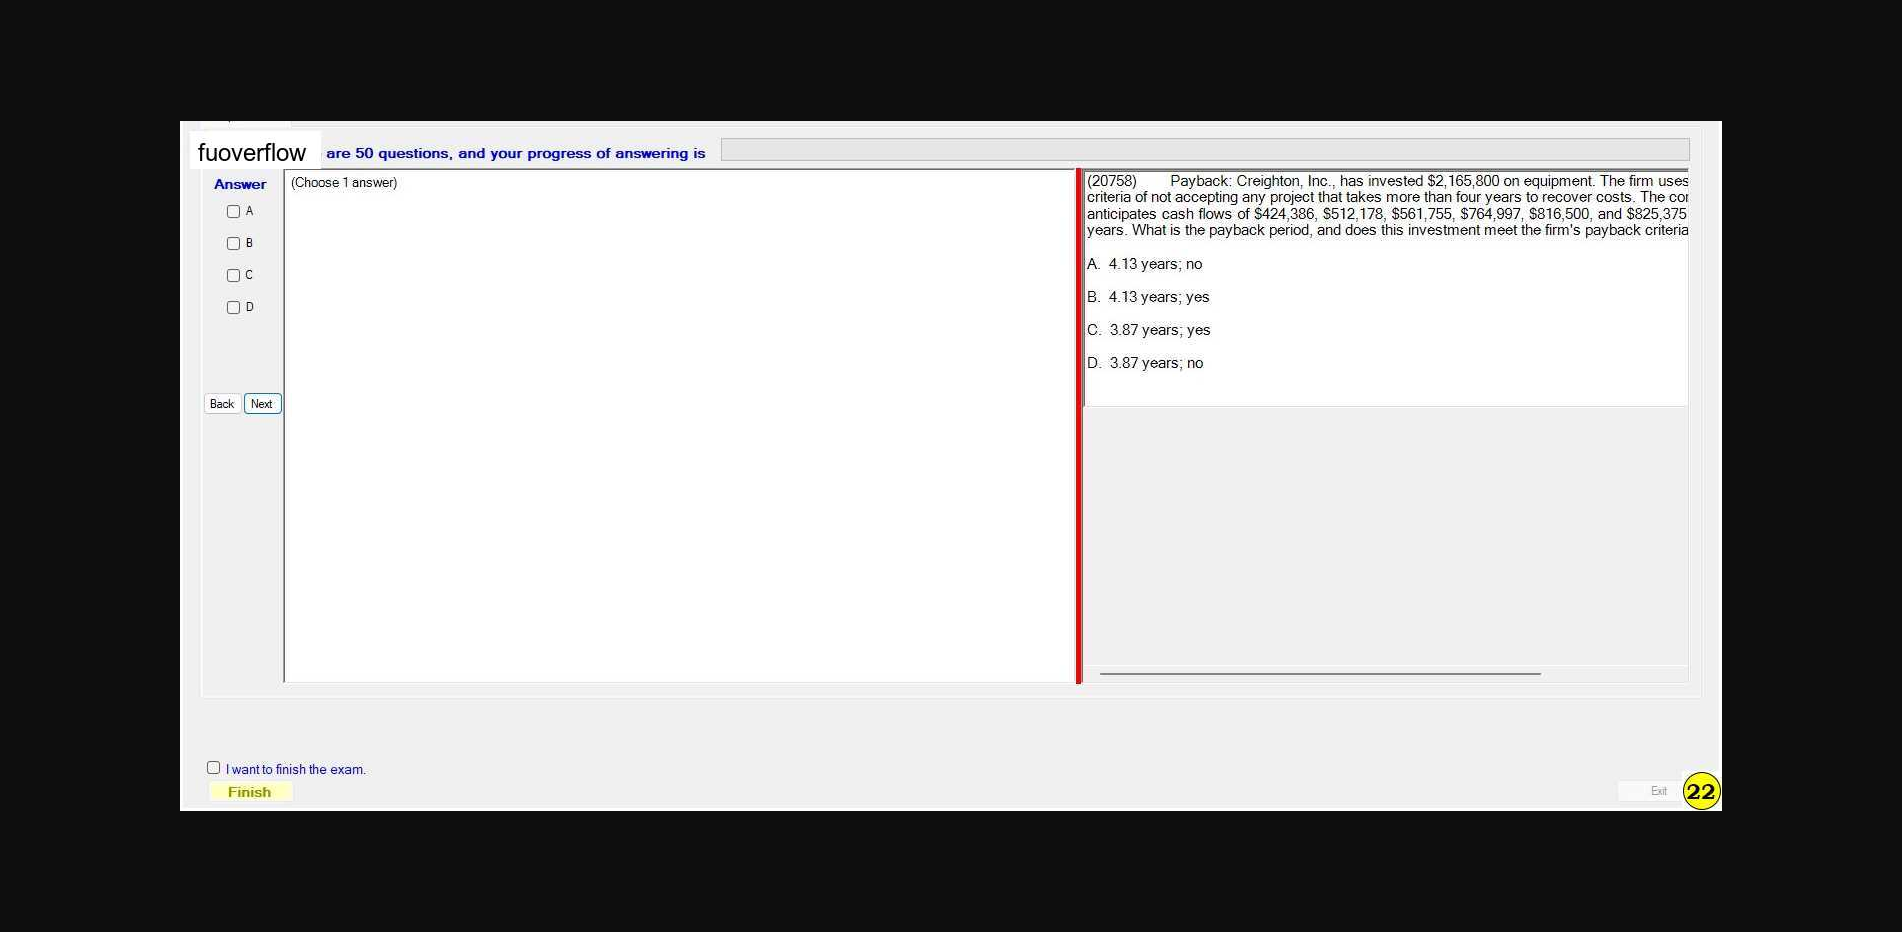 fuoverflow are 50 questions, and your progress of answering is
Answer
(Choose 1 answer)
A
B
C
D
Back Next
(20758) Payback: Creighton, Inc., has invested $2,165,800 on equipment. The firm uses
criteria of not accepting any project that takes more than four years to recover costs. The
anticipates cash flows of $424,386, $512,178, $561,755, $764,997, $816,500, and $825,375
years. What is the payback period, and does this investment meet the firm's payback criteria
A. 4.13 years; no
B. 4.13 years; yes
C. 3.87 years; yes
D. 3.87 years; no
I want to finish the exam.
Finish
Exit
22